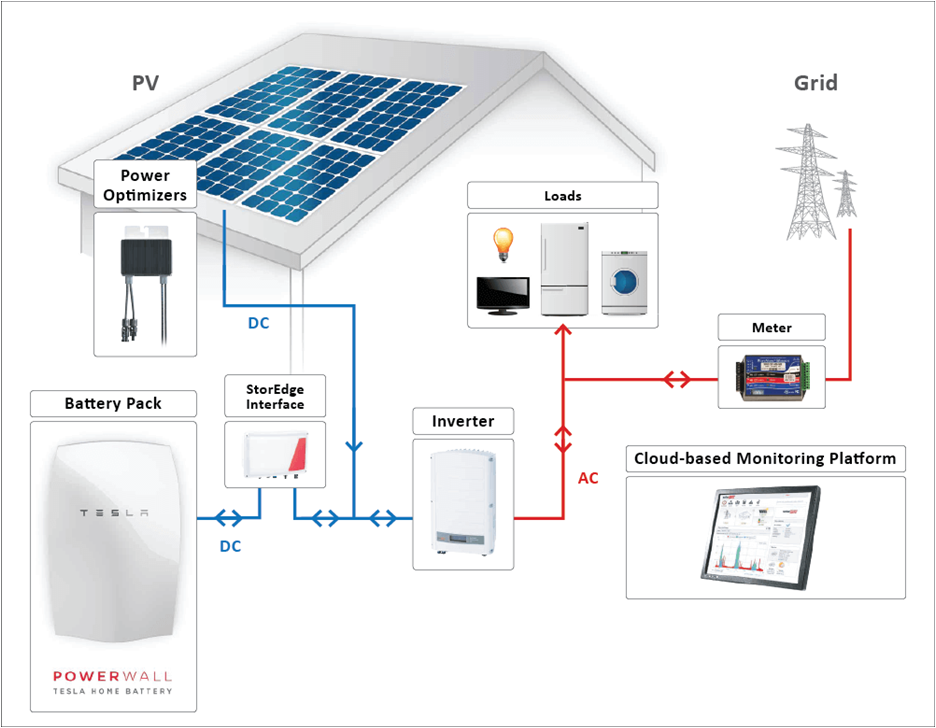 PV
Grid
Power
Optimizers
Loads
DC
Meter
StorEdge
Interface
Battery Pack
Inverter
Cloud-based Monitoring Platform
AC
TESLA
DC
POWERWALL
TESLA HOME BATTERY